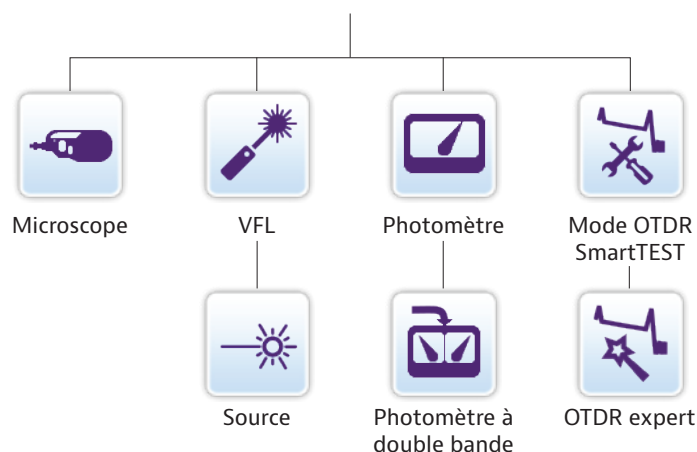 Microscope
VFL
Photomètre
Mode OTDR
SmartTEST
Source
Photomètre à
double bande
OTDR expert